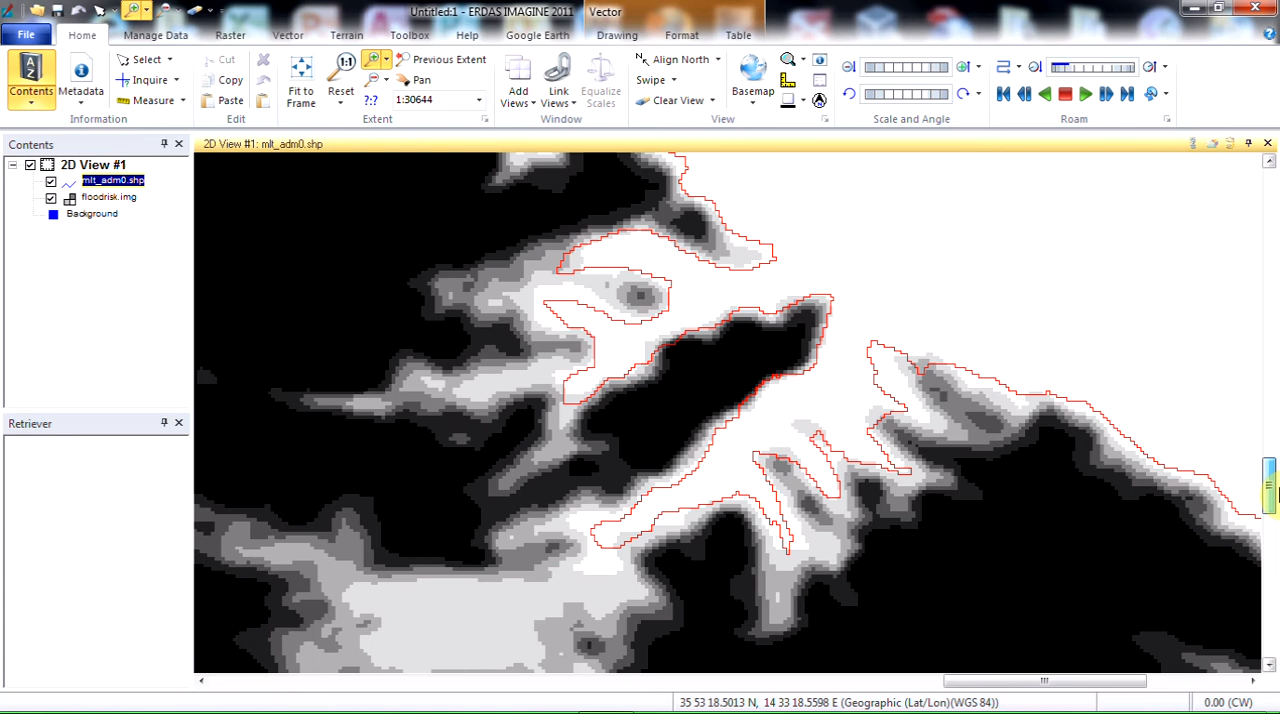 Untitled:1 - ERDAS IMAGINE 2011
Vector
File
Home
Manage Data
Raster
Vector
Terrain
Toolbox
Help
Google Earth
Drawing
Format
Table
Contents
Metadata
Information
Select
Inquire
Measure
Cut
Copy
Paste
Edit
Fit to
Frame
1:1
Reset
Previous Extent
Pan
?:?
1:30644
Extent
Add
Views
Link
Views
Equalize
Scales
Window
Align North
Swipe
Clear View
Basemap
View
Scale and Angle
Roam
Contents
2D View #1
mlt_adm0.shp
floodrisk.img
Background
Retriever
2D View #1: mlt_adm0.shp
35 53 18.5013 N, 14 33 18.5598 E (Geographic (Lat/Lon)(WGS 84))
0.00 (CW)